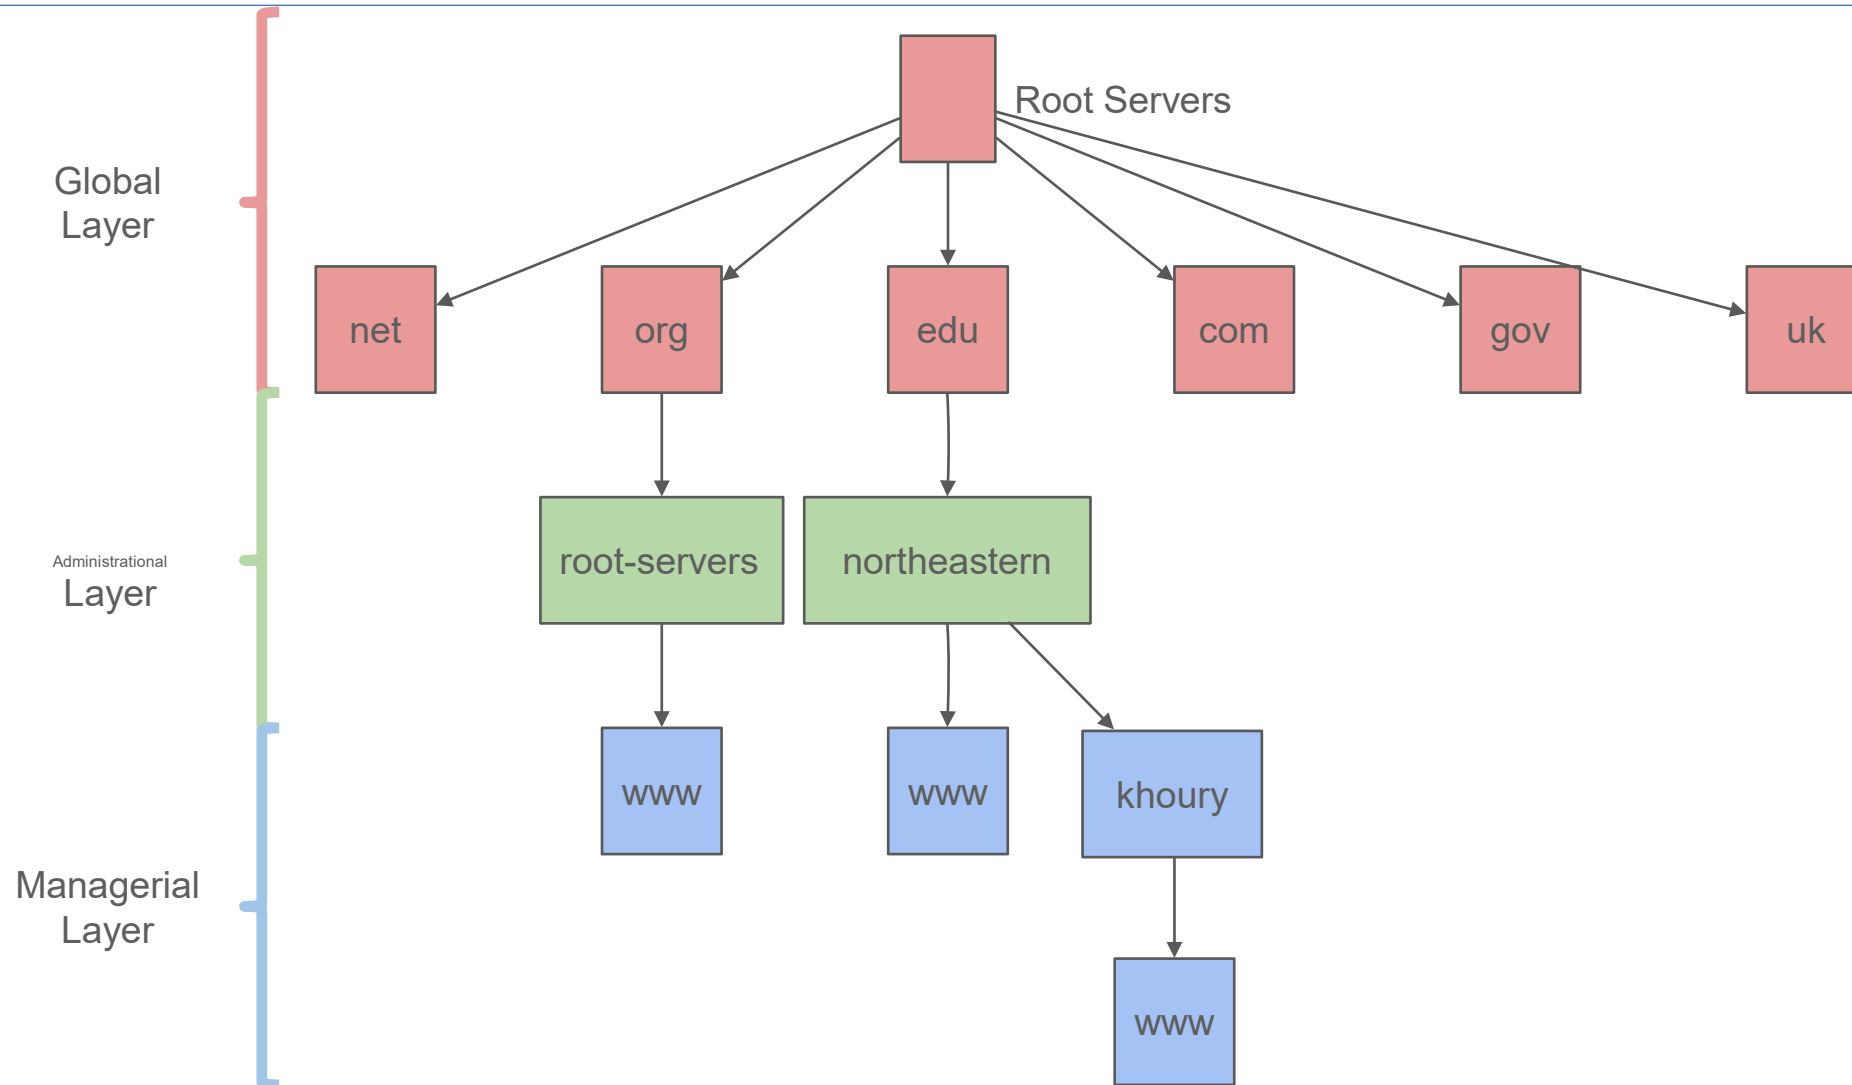 Root Servers
Global
Layer
net
org
edu
com
gov
uk
Administrational
Layer
root-servers
northeastern
www
www
khoury
Managerial
Layer
www